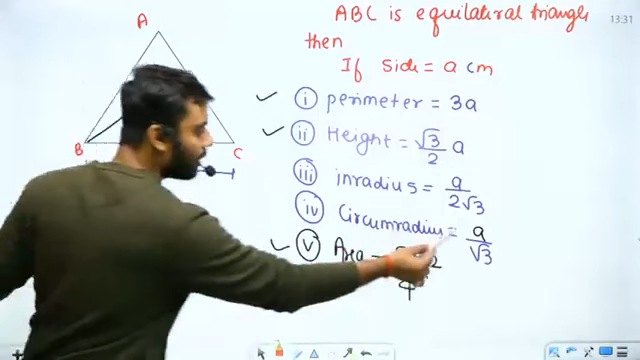 ABC is equilateral triangle
13:31
then
If side = a cm
A
B
C
(i) perimeter = 3a
(ii) Height = √3/2 a
(iii) inradius = a/2√3
(iv) Circumradius = a/√3
(v) Area =
4